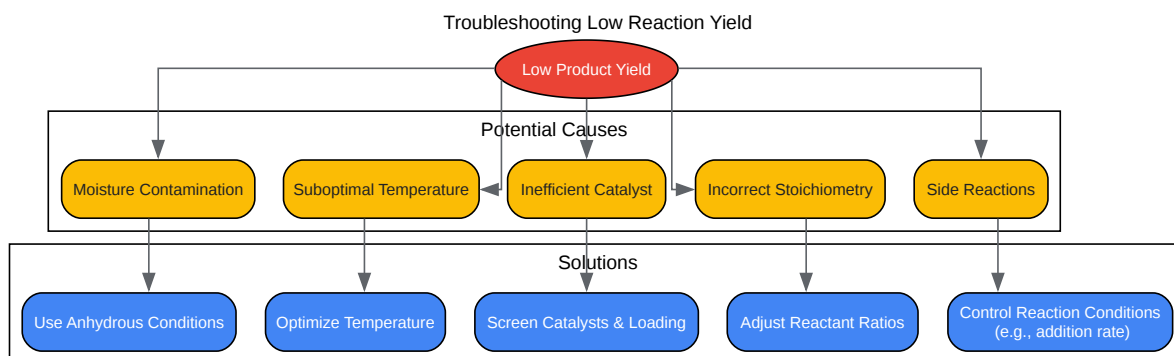 Troubleshooting Low Reaction Yield
Low Product Yield
Potential Causes
Moisture Contamination
Suboptimal Temperature
Inefficient Catalyst
Incorrect Stoichiometry
Side Reactions
Solutions
Use Anhydrous Conditions
Optimize Temperature
Screen Catalysts & Loading
Adjust Reactant Ratios
Control Reaction Conditions
(e.g., addition rate)